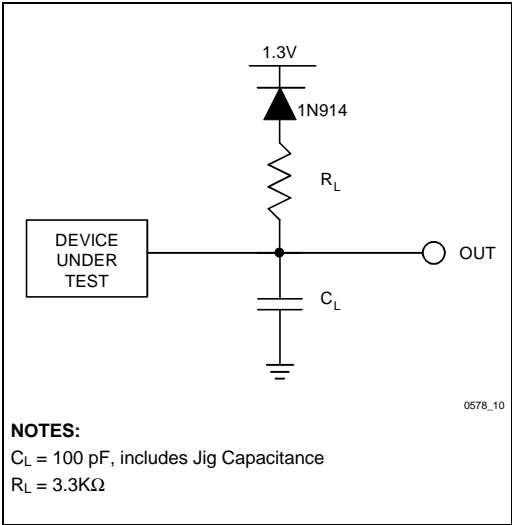 1.3V
1N914
R_L
DEVICE
UNDER
TEST
OUT
C_L
0578_10
NOTES:
C_L = 100 pF, includes Jig Capacitance
R_L = 3.3KΩ